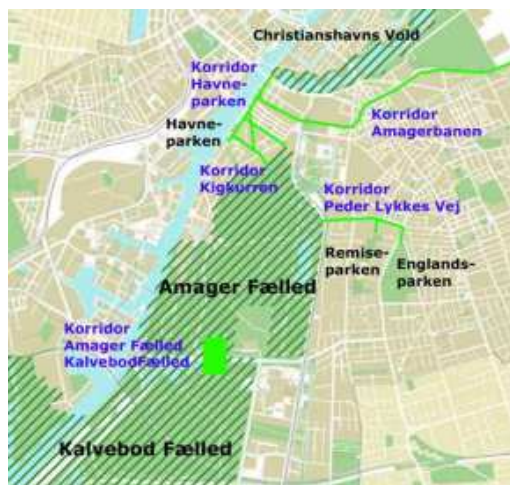 Christianshavns Vold
Korridor
Havne-
parken
Havne-
parken
Korridor
Amagerbanen
Korridor
Kigkurren
Korridor
Peder Lykkes Vej
Remise-
parken
Englands-
parken
Amager Fælled
Korridor
Amager Fælled
KalvebodFælled
Kalvebod Fælled